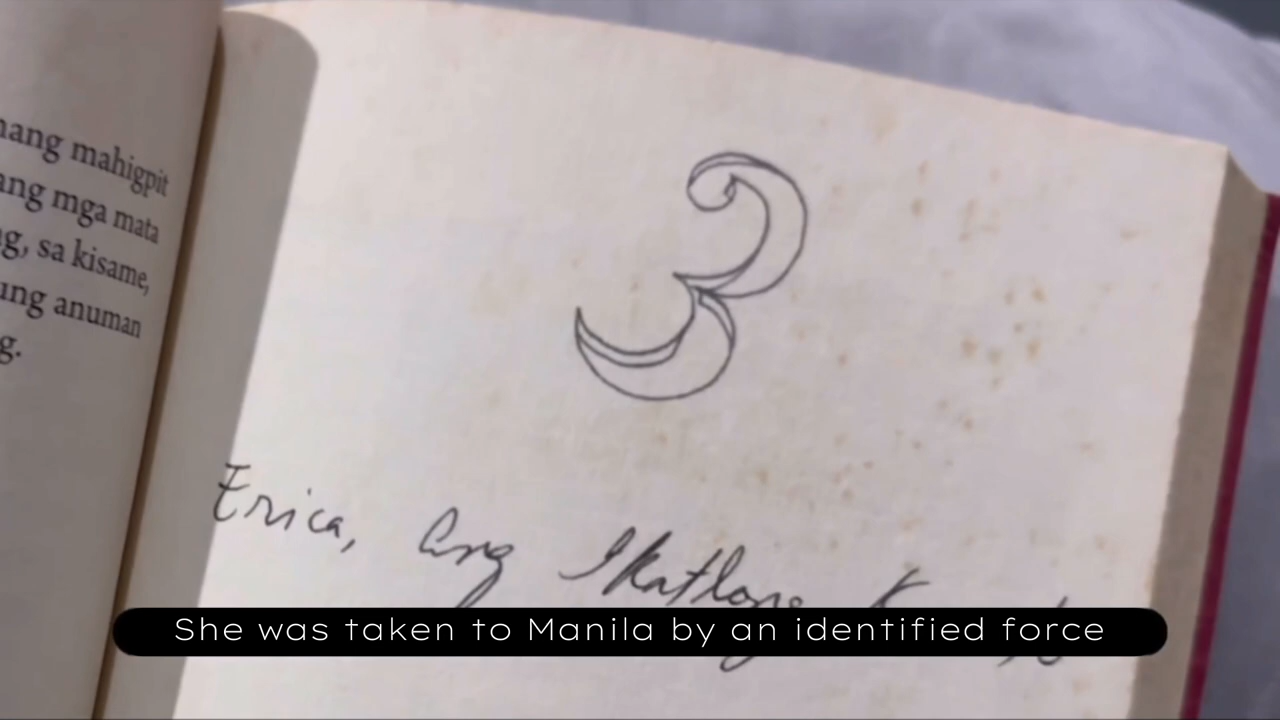 nang mahigpit
ang mga mata
g, sa kisame,
ung anuman
g.
3
Erica, Ang Ikatlong
She was taken to Manila by an identified force